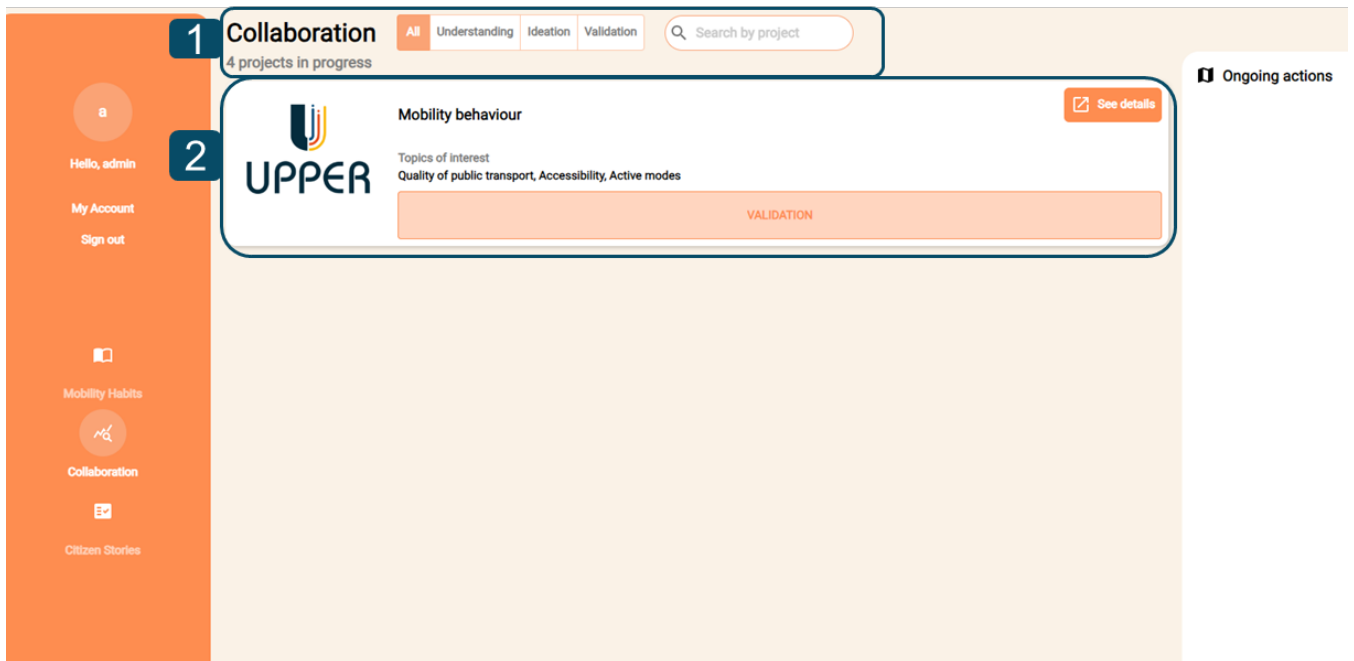 1
Collaboration
All Understanding Ideation Validation
Search by project
4 projects in progress
Ongoing actions
a
Hello, admin
My Account
Sign out
2
UPPER
Mobility behaviour
See details
Topics of interest
Quality of public transport, Accessibility, Active modes
VALIDATION
Mobility Habits
Collaboration
Citizen Stories